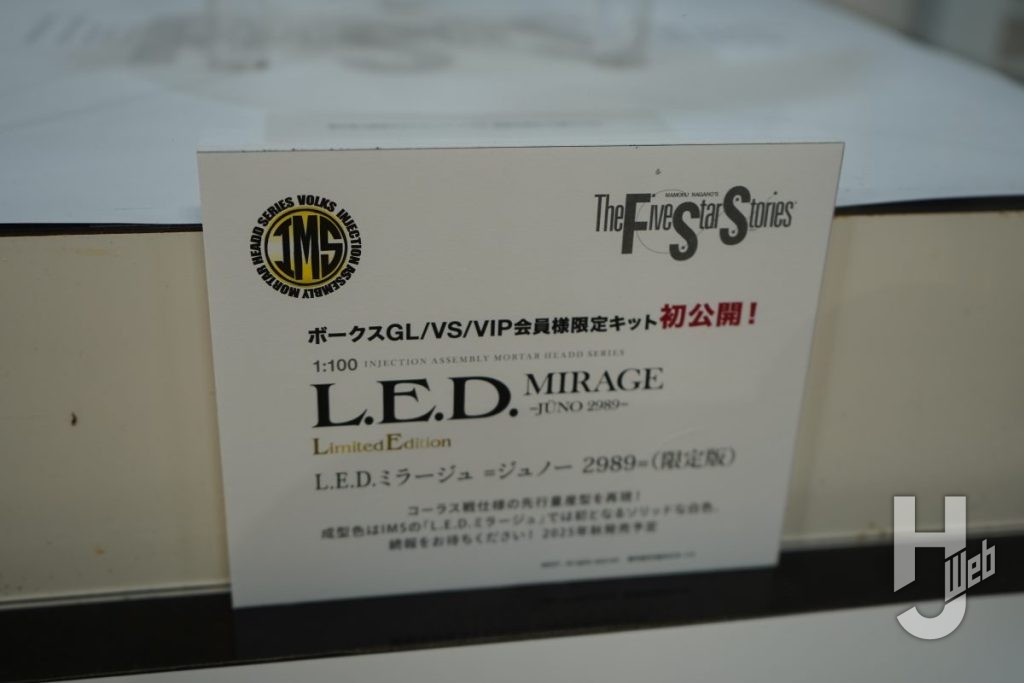 MORTAR HEADD SERIES VOLKS INJECTION ASSEMBLY
IMS
MAMORU NAGANO'S
The Five Star Stories
ボークスGL/VS/VIP会員様限定キット初公開！
1:100 INJECTION ASSEMBLY MORTAR HEADD SERIES
L.E.D. MIRAGE
-JŪNO 2989-
Limited Edition
L.E.D.ミラージュ =ジュノー 2989=（限定版）
コーラス戦仕様の先行量産型を再現！
成型色はIMSの「L.E.D.ミラージュ」では初となるソリッドな白色。
続報をお待ちください！ 2025年秋発売予定
HJ Web